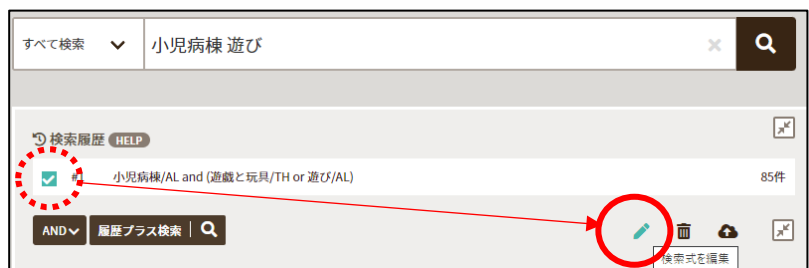 すべて検索 小児病棟 遊び
検索履歴 HELP
#1 小児病棟/AL and (遊戯と玩具/TH or 遊び/AL) 85件
AND 履歴プラス検索
検索式を編集